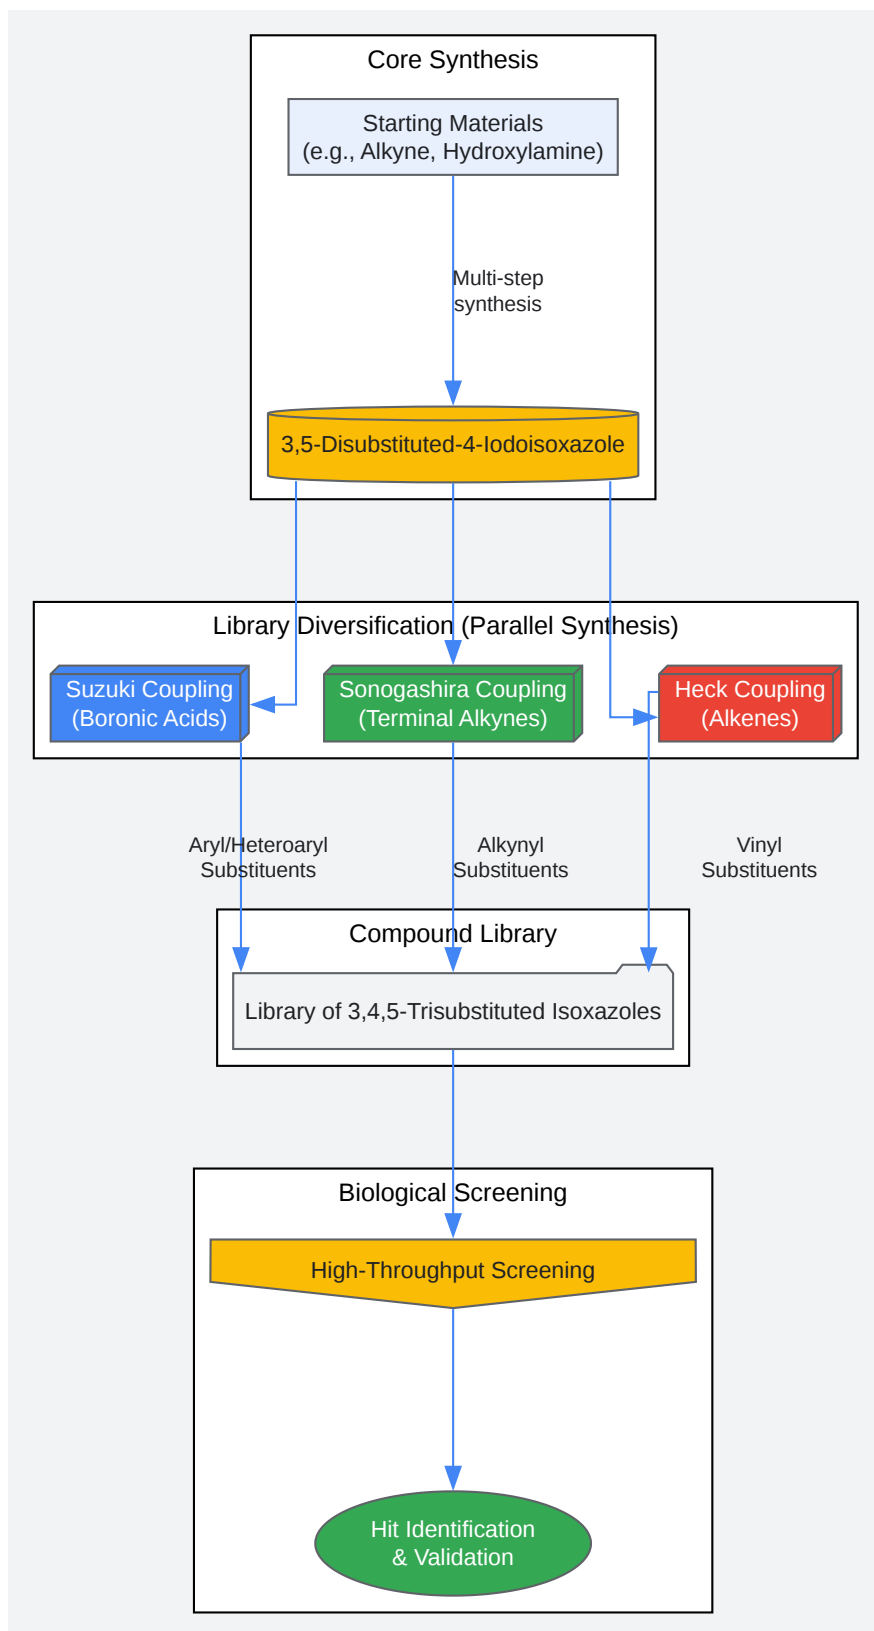 Core Synthesis
Starting Materials
(e.g., Alkyne, Hydroxylamine)
Multi-step
synthesis
3,5-Disubstituted-4-Iodoisoxazole
Library Diversification (Parallel Synthesis)
Suzuki Coupling
(Boronic Acids)
Sonogashira Coupling
(Terminal Alkynes)
Heck Coupling
(Alkenes)
Aryl/Heteroaryl
Substituents
Alkynyl
Substituents
Vinyl
Substituents
Compound Library
Library of 3,4,5-Trisubstituted Isoxazoles
Biological Screening
High-Throughput Screening
Hit Identification
& Validation